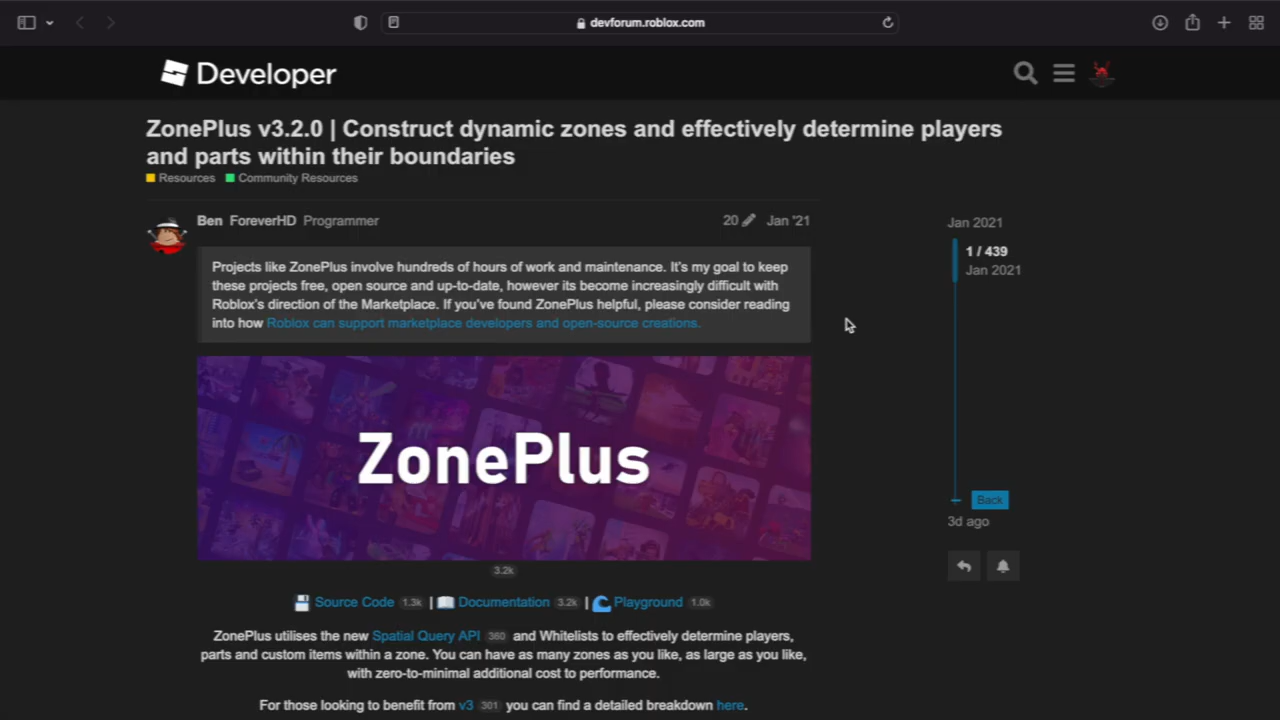 devforum.roblox.com
Developer
ZonePlus v3.2.0 | Construct dynamic zones and effectively determine players
and parts within their boundaries
Resources Community Resources
Ben ForeverHD Programmer 20 Jan '21
Projects like ZonePlus involve hundreds of hours of work and maintenance. It's my goal to keep
these projects free, open source and up-to-date, however its become increasingly difficult with
Roblox's direction of the Marketplace. If you've found ZonePlus helpful, please consider reading
into how Roblox can support marketplace developers and open-source creations.
ZonePlus
3.2k
Source Code 1.3k | Documentation 3.2k | Playground 1.0k
ZonePlus utilises the new Spatial Query API 360 and Whitelists to effectively determine players,
parts and custom items within a zone. You can have as many zones as you like, as large as you like,
with zero-to-minimal additional cost to performance.
For those looking to benefit from v3 301 you can find a detailed breakdown here.
Jan 2021
1 / 439
Jan 2021
Back
3d ago